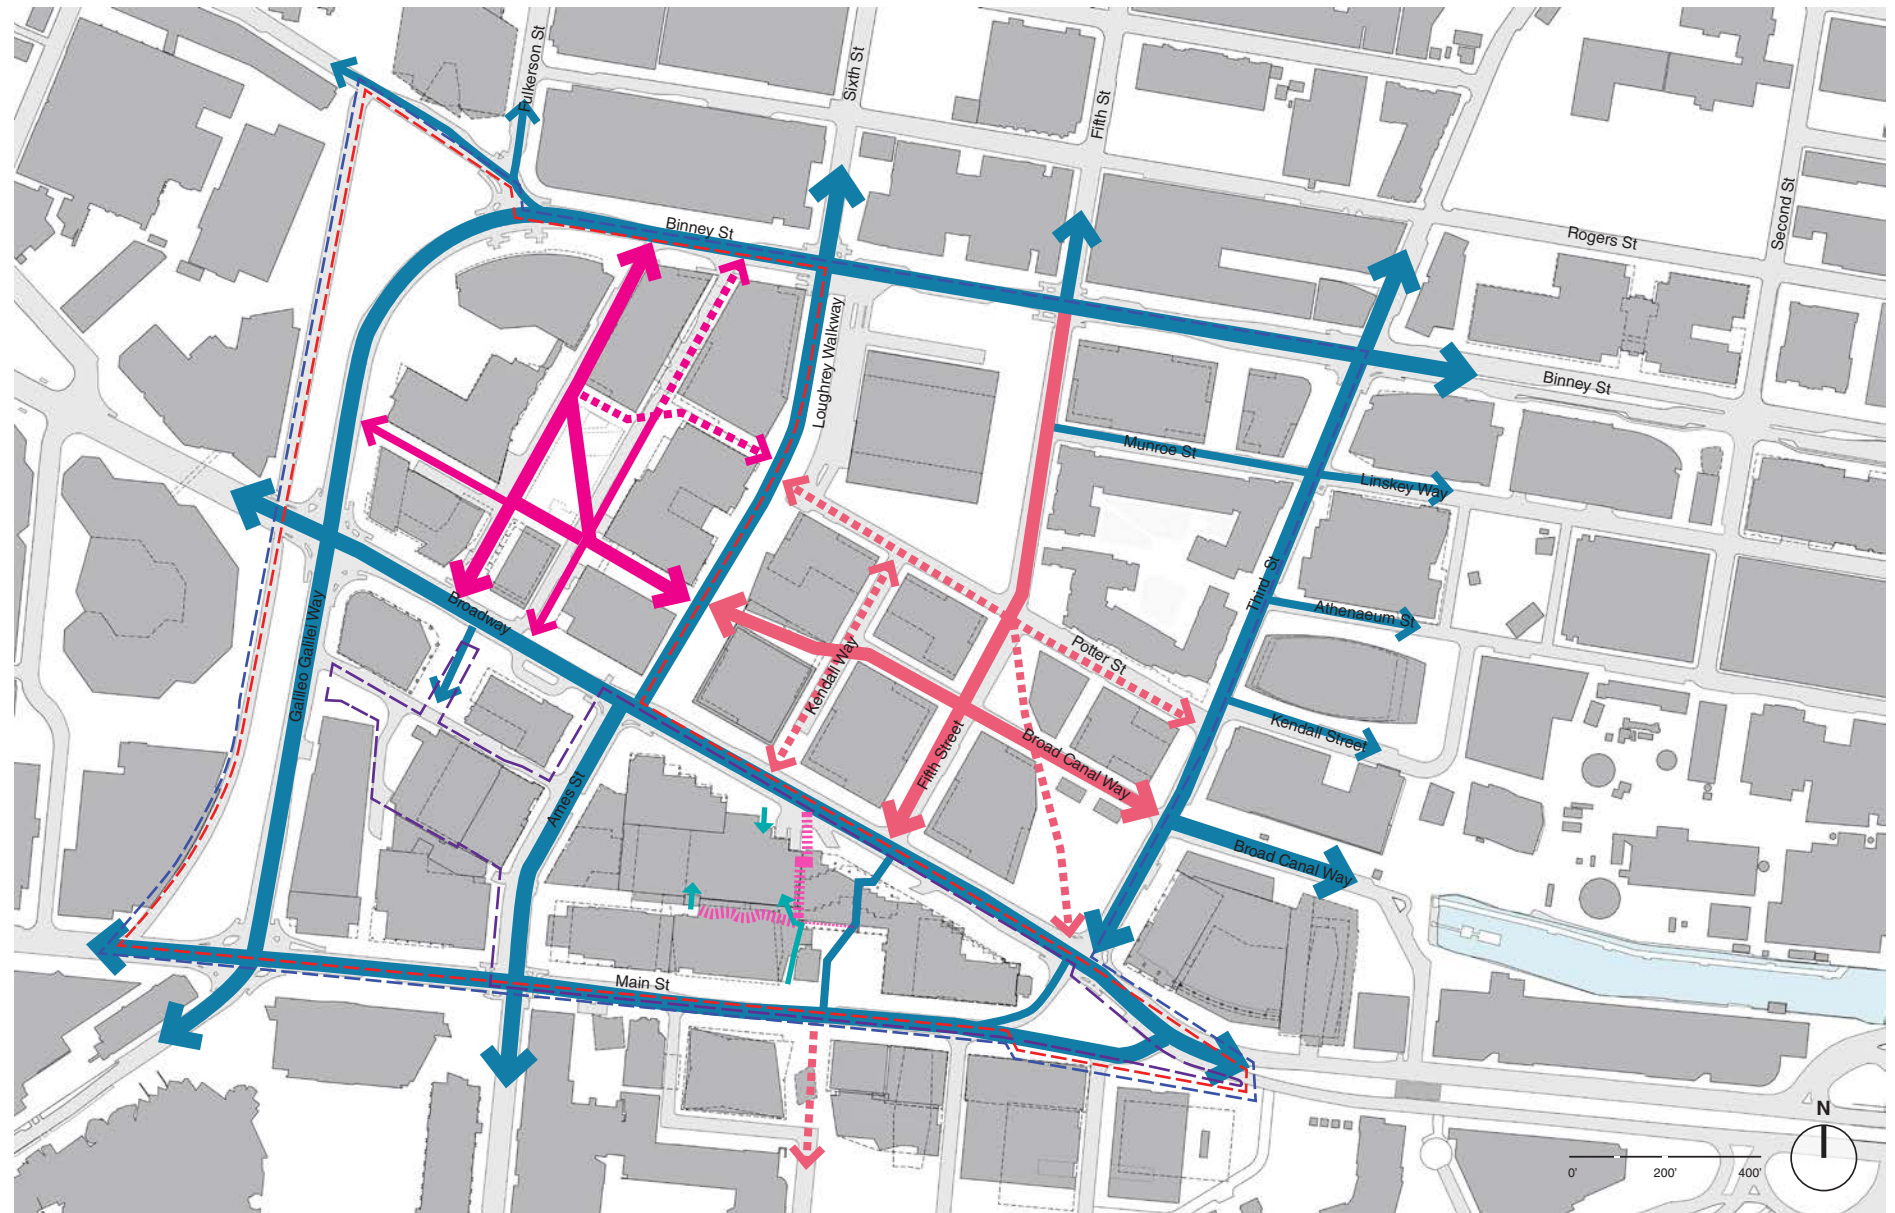 Fulkerson St
Sixth St
Fifth St
Second St
Rogers St
Binney St
Loughrey Walkway
Binney St
Munroe St
Linskey Way
Third St
Athenaeum St
Broadway
Galileo Galilei Way
Kendall Way
Potter St
Kendall Street
Fifth Street
Broad Canal Way
Ames St
Broad Canal Way
Main St
N
0'
200'
400'